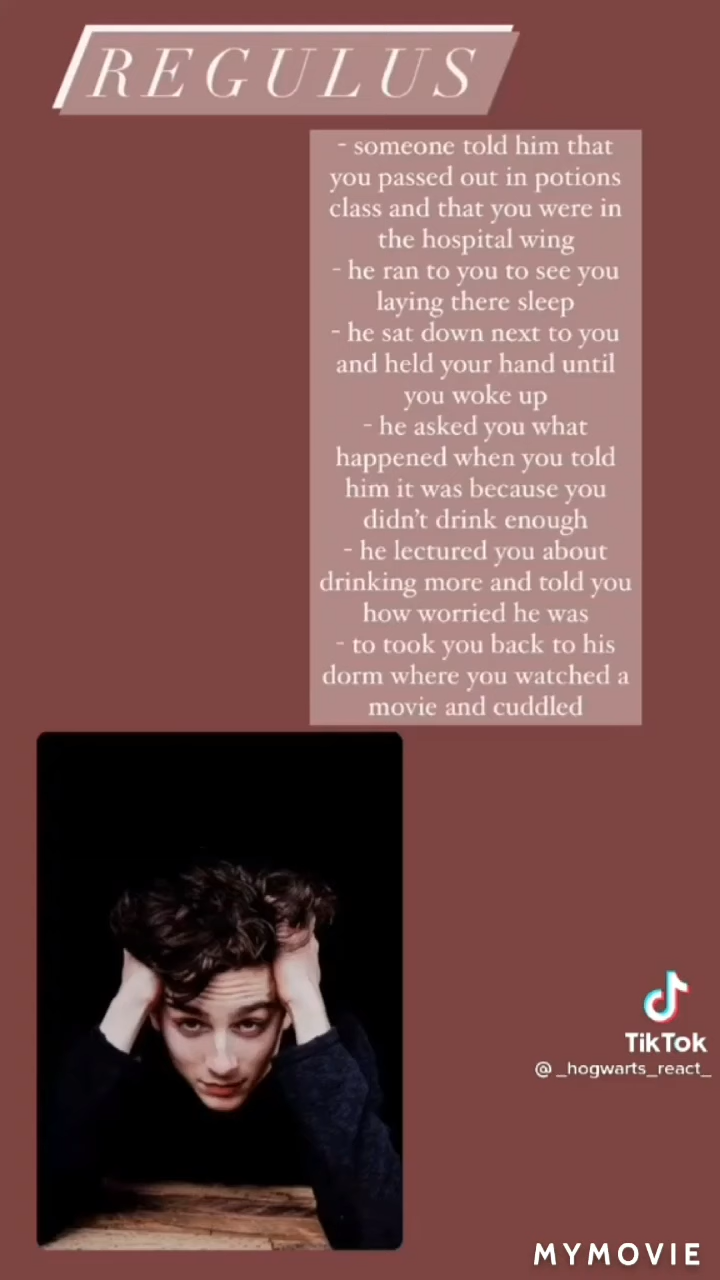 REGULUS
- someone told him that
you passed out in potions
class and that you were in
the hospital wing
- he ran to you to see you
laying there sleep
- he sat down next to you
and held your hand until
you woke up
- he asked you what
happened when you told
him it was because you
didn't drink enough
- he lectured you about
drinking more and told you
how worried he was
- to took you back to his
dorm where you watched a
movie and cuddled
TikTok
@_hogwarts_react_
MYMOVIE